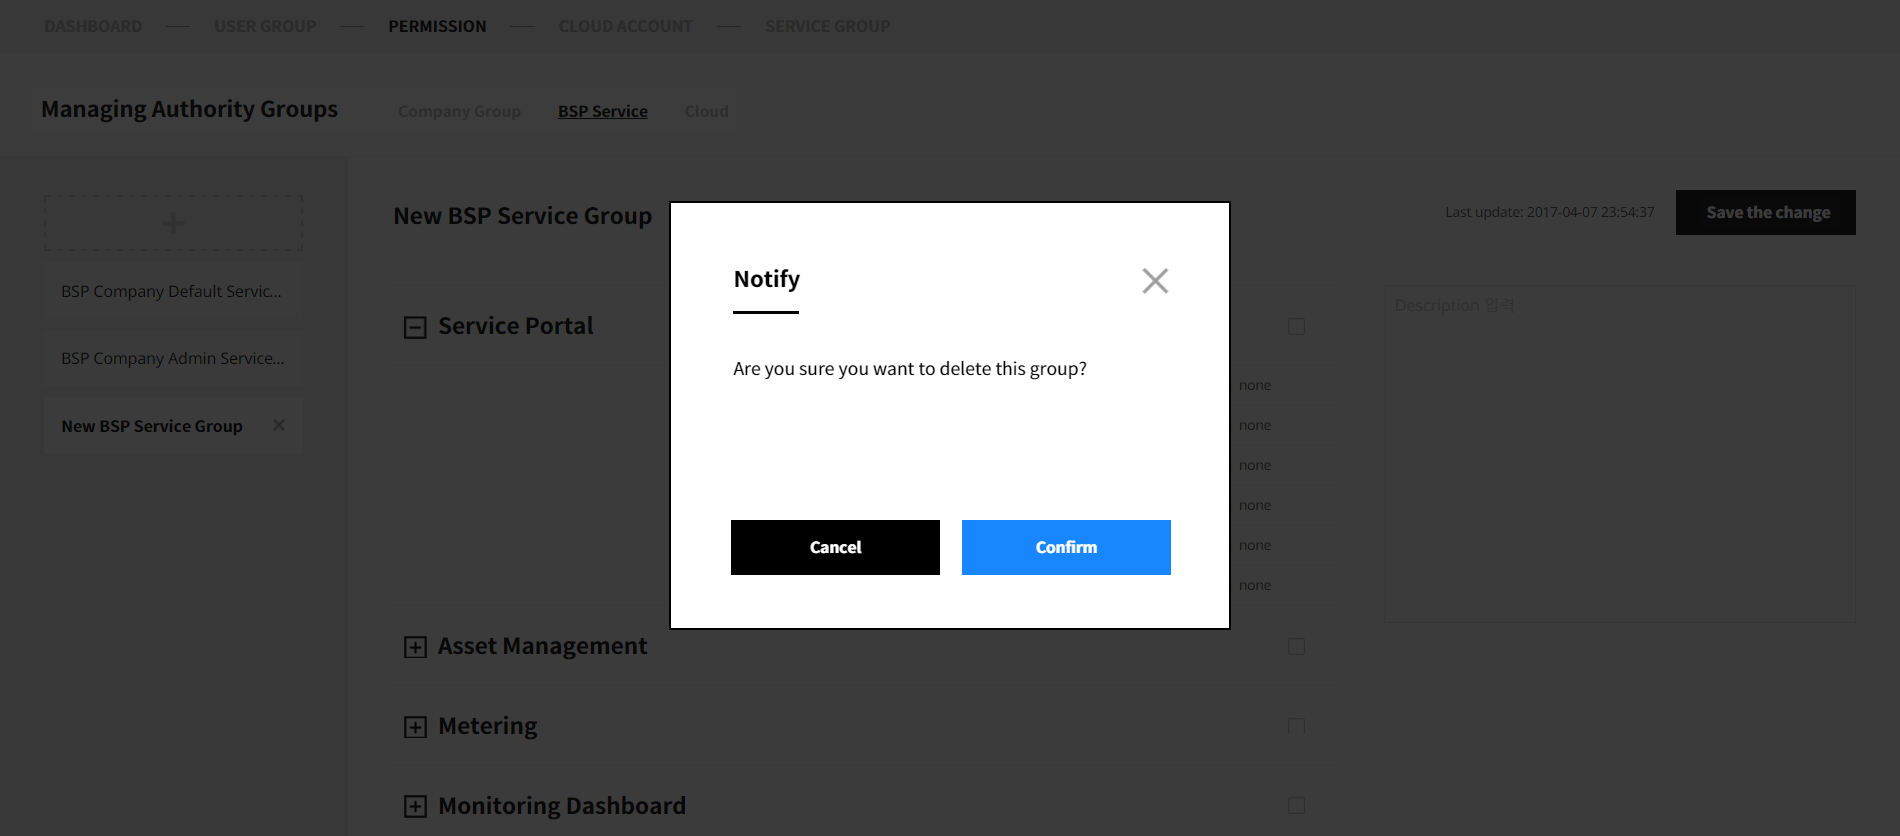 DASHBOARD USER GROUP PERMISSION CLOUD ACCOUNT SERVICE GROUP
Managing Authority Groups Company Group BSP Service Cloud
New BSP Service Group
Last update: 2017-04-07 23:54:37 Save the change
BSP Company Default Servic...
BSP Company Admin Service...
New BSP Service Group
Notify
Are you sure you want to delete this group?
Cancel Confirm
Service Portal
none
none
none
none
none
none
Description 입력
Asset Management
Metering
Monitoring Dashboard